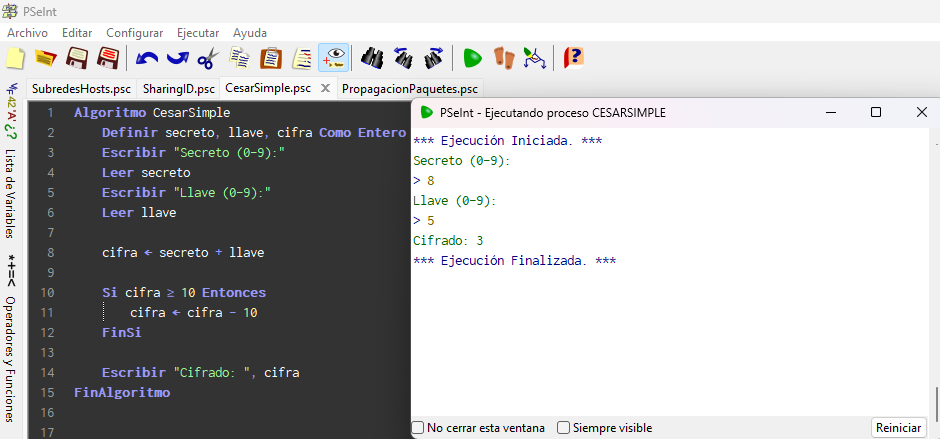 PSeInt
Archivo Editar Configurar Ejecutar Ayuda
SubredesHosts.psc SharingID.psc CesarSimple.psc PropagacionPaquetes.psc
Lista de Variables
*+=< Operadores y Funciones
1 Algoritmo CesarSimple
2 Definir secreto, llave, cifra Como Entero
3 Escribir "Secreto (0-9):"
4 Leer secreto
5 Escribir "Llave (0-9):"
6 Leer llave
7
8 cifra ← secreto + llave
9
10 Si cifra ≥ 10 Entonces
11 cifra ← cifra - 10
12 FinSi
13
14 Escribir "Cifrado: ", cifra
15 FinAlgoritmo
16
17
PSeInt - Ejecutando proceso CESARSIMPLE
*** Ejecución Iniciada. ***
Secreto (0-9):
> 8
Llave (0-9):
> 5
Cifrado: 3
*** Ejecución Finalizada. ***
No cerrar esta ventana Siempre visible Reiniciar